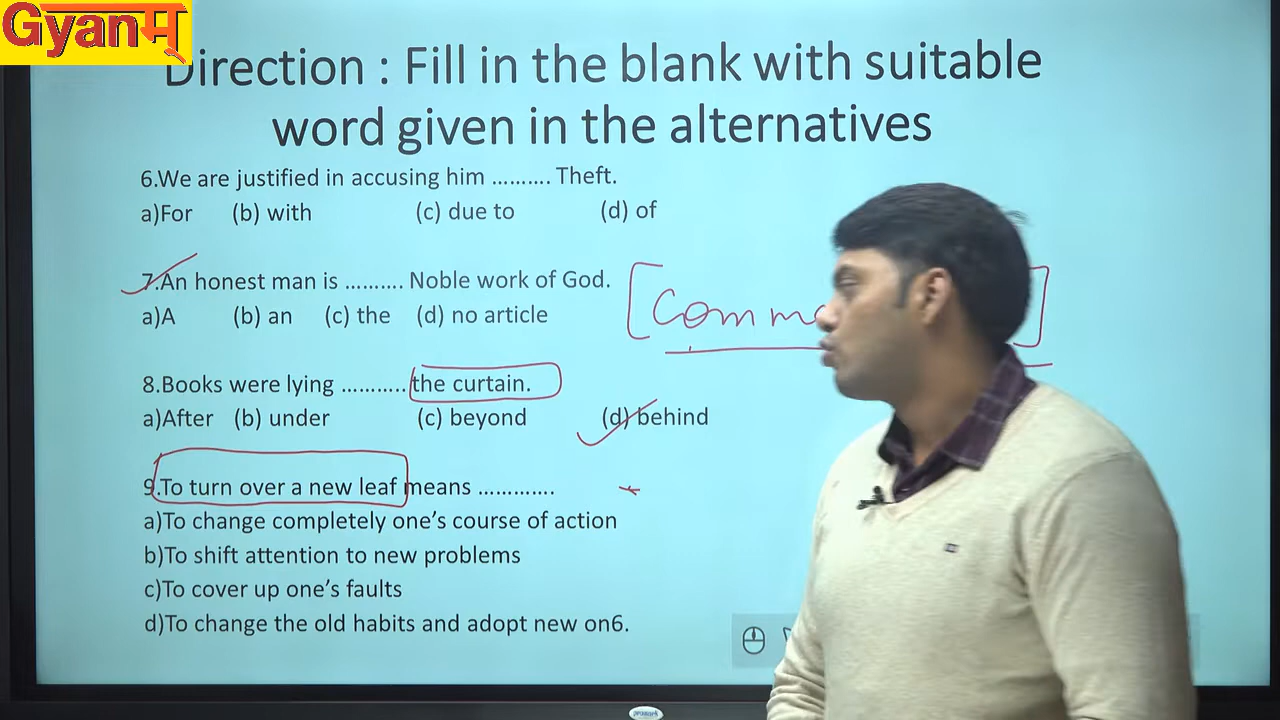 Gyanम्
Direction : Fill in the blank with suitable
word given in the alternatives
6.We are justified in accusing him .......... Theft.
a)For (b) with (c) due to (d) of
7.An honest man is .......... Noble work of God.
a)A (b) an (c) the (d) no article
8.Books were lying ........... the curtain.
a)After (b) under (c) beyond (d) behind
9.To turn over a new leaf means .............
a)To change completely one's course of action
b)To shift attention to new problems
c)To cover up one's faults
d)To change the old habits and adopt new on6.
promark